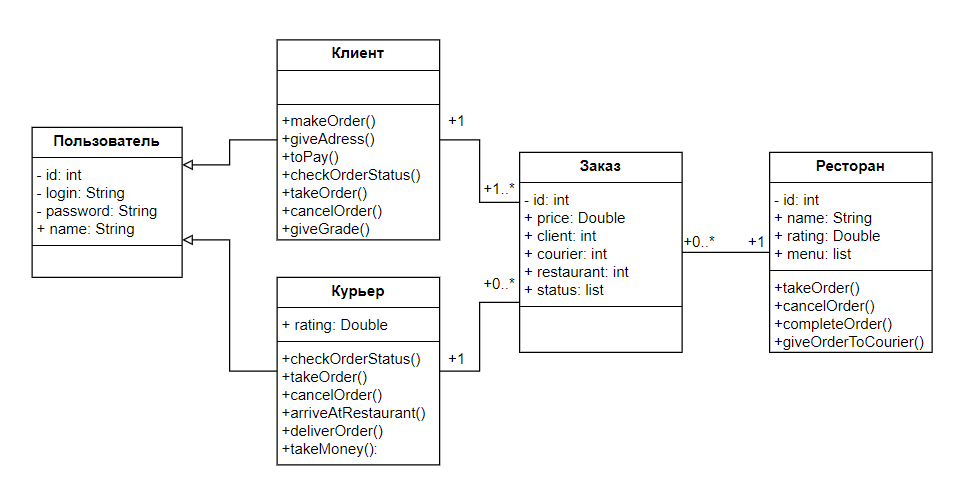 Пользователь
- id: int
- login: String
- password: String
+ name: String
Клиент
+makeOrder()
+giveAdress()
+toPay()
+checkOrderStatus()
+takeOrder()
+cancelOrder()
+giveGrade()
+1
+1..*
Курьер
+ rating: Double
+checkOrderStatus()
+takeOrder()
+cancelOrder()
+arriveAtRestaurant()
+deliverOrder()
+takeMoney():
+0..*
+1
Заказ
- id: int
+ price: Double
+ client: int
+ courier: int
+ restaurant: int
+ status: list
+0..*
+1
Ресторан
- id: int
+ name: String
+ rating: Double
+ menu: list
+takeOrder()
+cancelOrder()
+completeOrder()
+giveOrderToCourier()